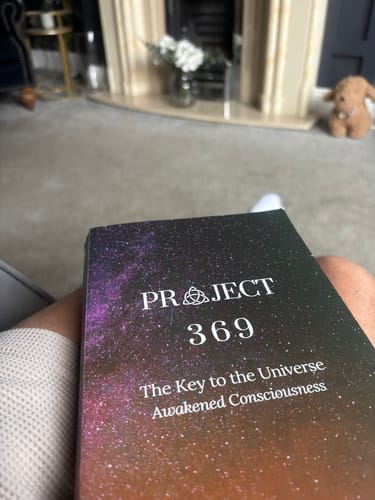 PROJECT
369
The Key to the Universe
Awakened Consciousness